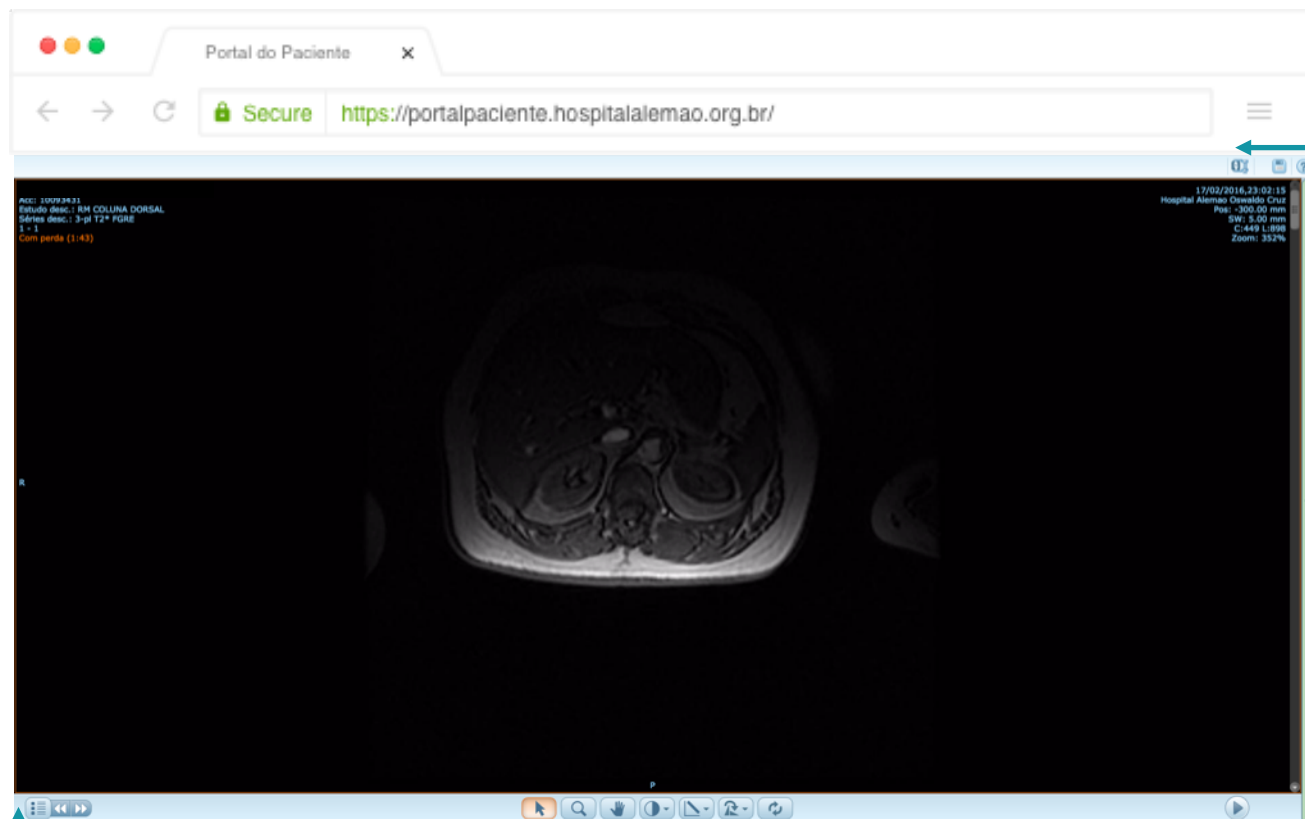 Portal do Paciente
Secure https://portalpaciente.hospitalalemao.org.br/
Acc: 10093431
Estudo desc.: RM COLUNA DORSAL
Séries desc.: 3-pl T2* FGRE
1 - 1
Com perda (1:43)
17/02/2016,23:02:15
Hospital Alemao Oswaldo Cruz
Pos: -300.00 mm
SW: 5.00 mm
C:449 L:898
Zoom: 352%
R
P